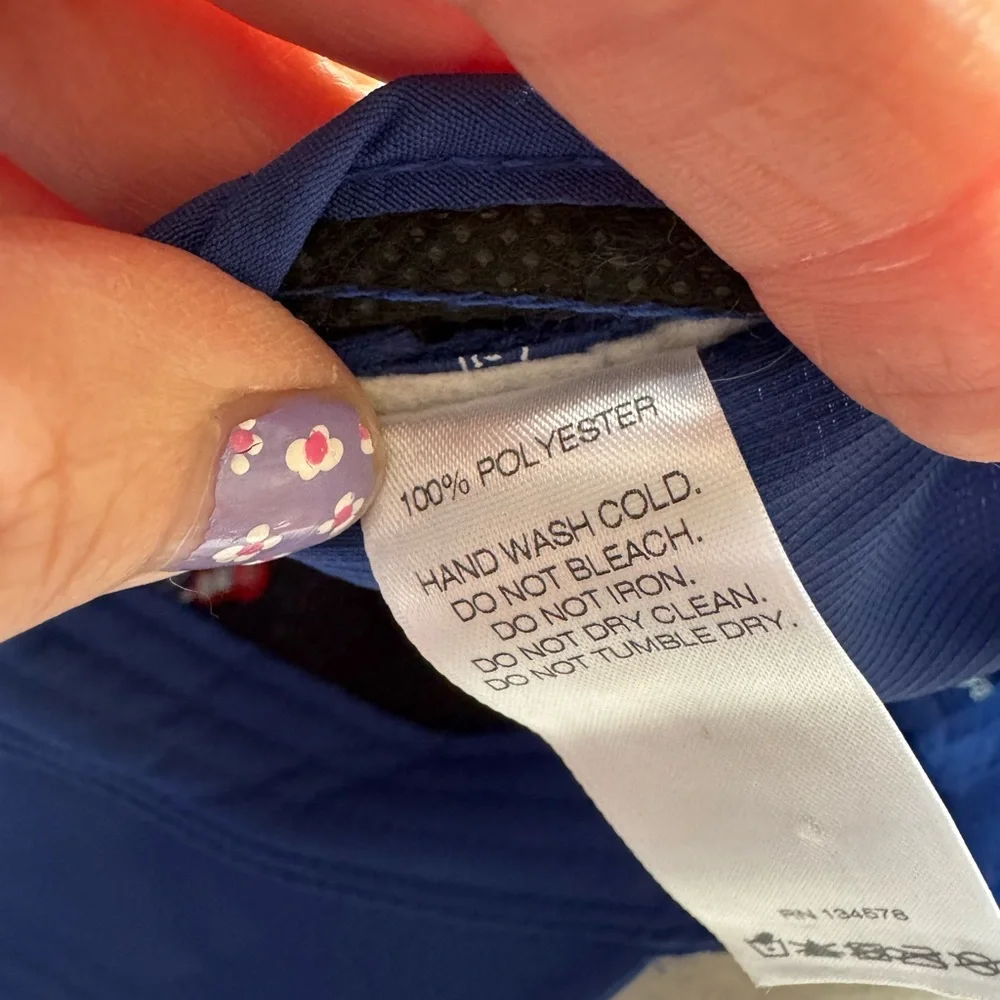 100% POLYESTER
HAND WASH COLD.
DO NOT BLEACH.
DO NOT IRON.
DO NOT DRY CLEAN.
DO NOT TUMBLE DRY.
RN 134578